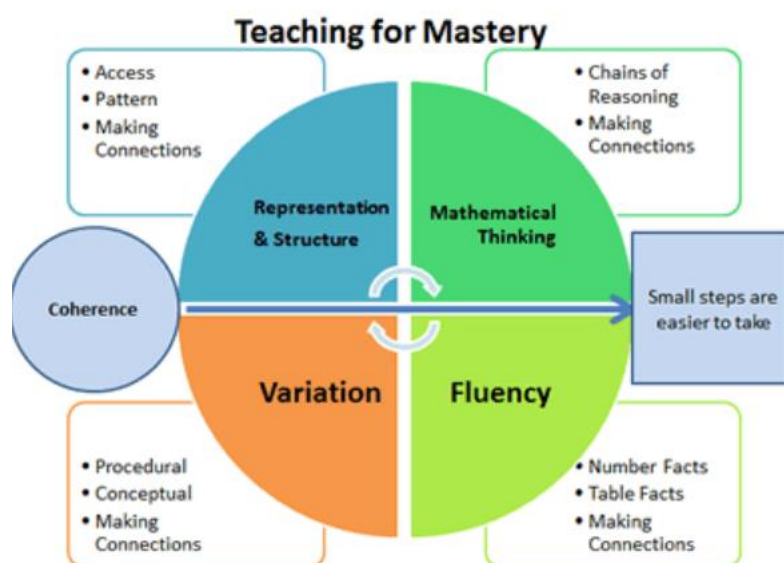 Teaching for Mastery
• Access
• Pattern
• Making
Connections
• Chains of
Reasoning
• Making
Connections
Representation
& Structure
Mathematical
Thinking
Coherence
Small steps are
easier to take
Variation
Fluency
• Procedural
• Conceptual
• Making
Connections
• Number Facts
• Table Facts
• Making
Connections